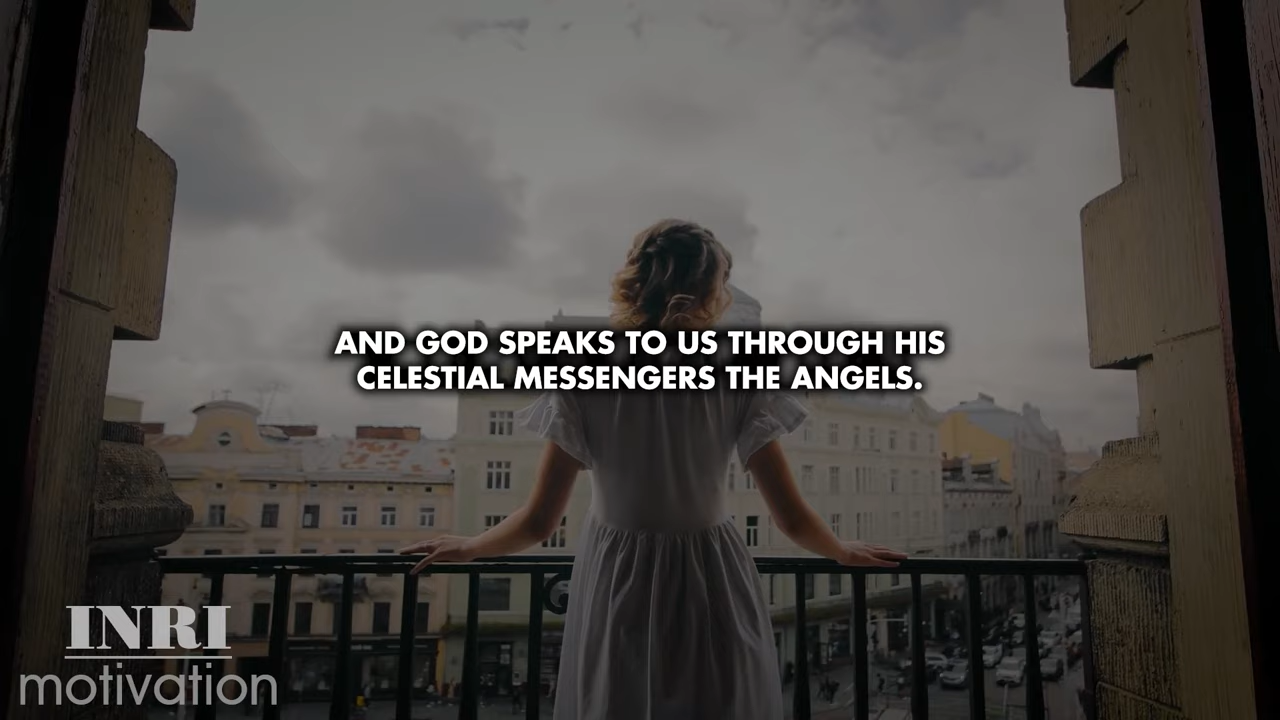 AND GOD SPEAKS TO US THROUGH HIS
CELESTIAL MESSENGERS THE ANGELS.
INRI
motivation